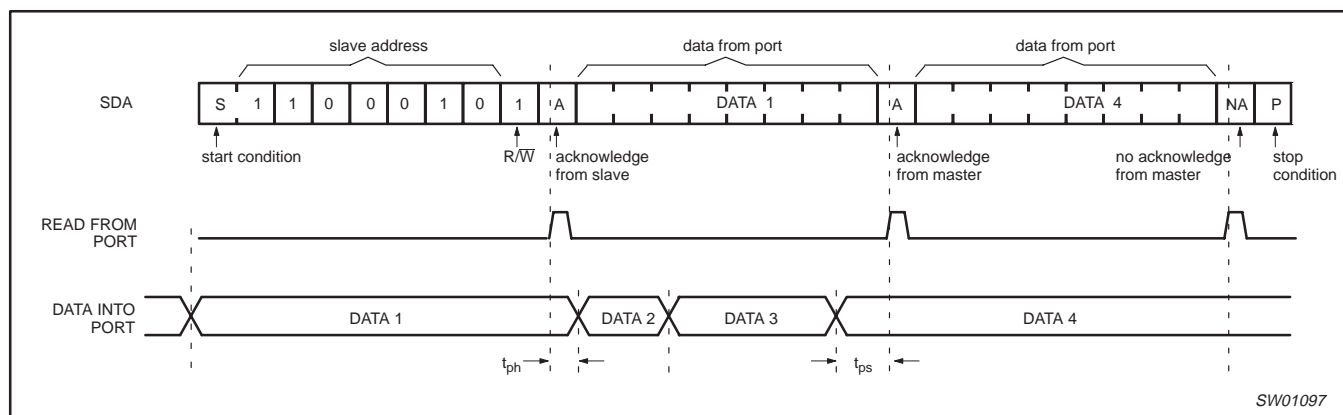 slave address
data from port
data from port
SDA
S 1 1 0 0 0 1 0 1 A DATA 1 A DATA 4 NA P
start condition
R/W̅
acknowledge
from slave
acknowledge
from master
no acknowledge
from master
stop
condition
READ FROM
PORT
DATA INTO
PORT
DATA 1
DATA 2
DATA 3
DATA 4
tph
tps
SW01097